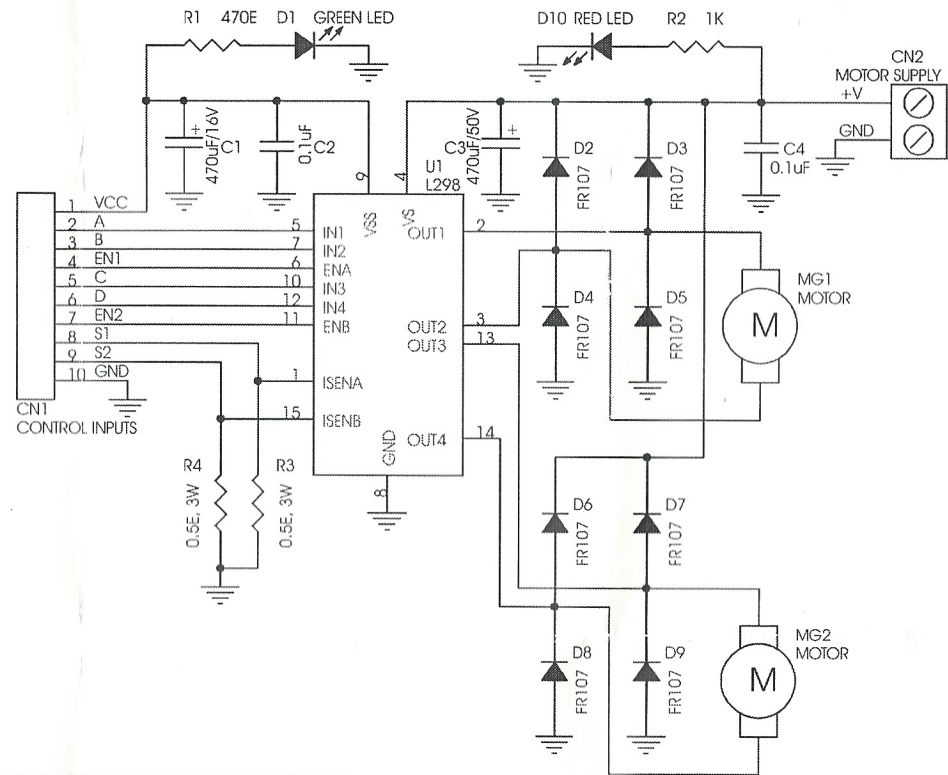 R1 470E D1 GREEN LED
D10 RED LED R2 1K
CN2
MOTOR SUPPLY
+V
GND
470uF/16V
C1
0.1uF
C2
C3
470uF/50V
D2
FR107
D3
FR107
C4
0.1uF
U1
L298
9
4
VSS
VS
1 VCC
2 A
3 B
4 EN1
5 C
6 D
7 EN2
8 S1
9 S2
10 GND
CN1
CONTROL INPUTS
5 IN1
7 IN2
6 ENA
10 IN3
12 IN4
11 ENB
1 ISENA
15 ISENB
OUT1 2
OUT2 3
OUT3 13
OUT4 14
GND
8
D4
FR107
D5
FR107
MG1
MOTOR
M
R4
0.5E, 3W
R3
0.5E, 3W
D6
FR107
D7
FR107
D8
FR107
D9
FR107
MG2
MOTOR
M